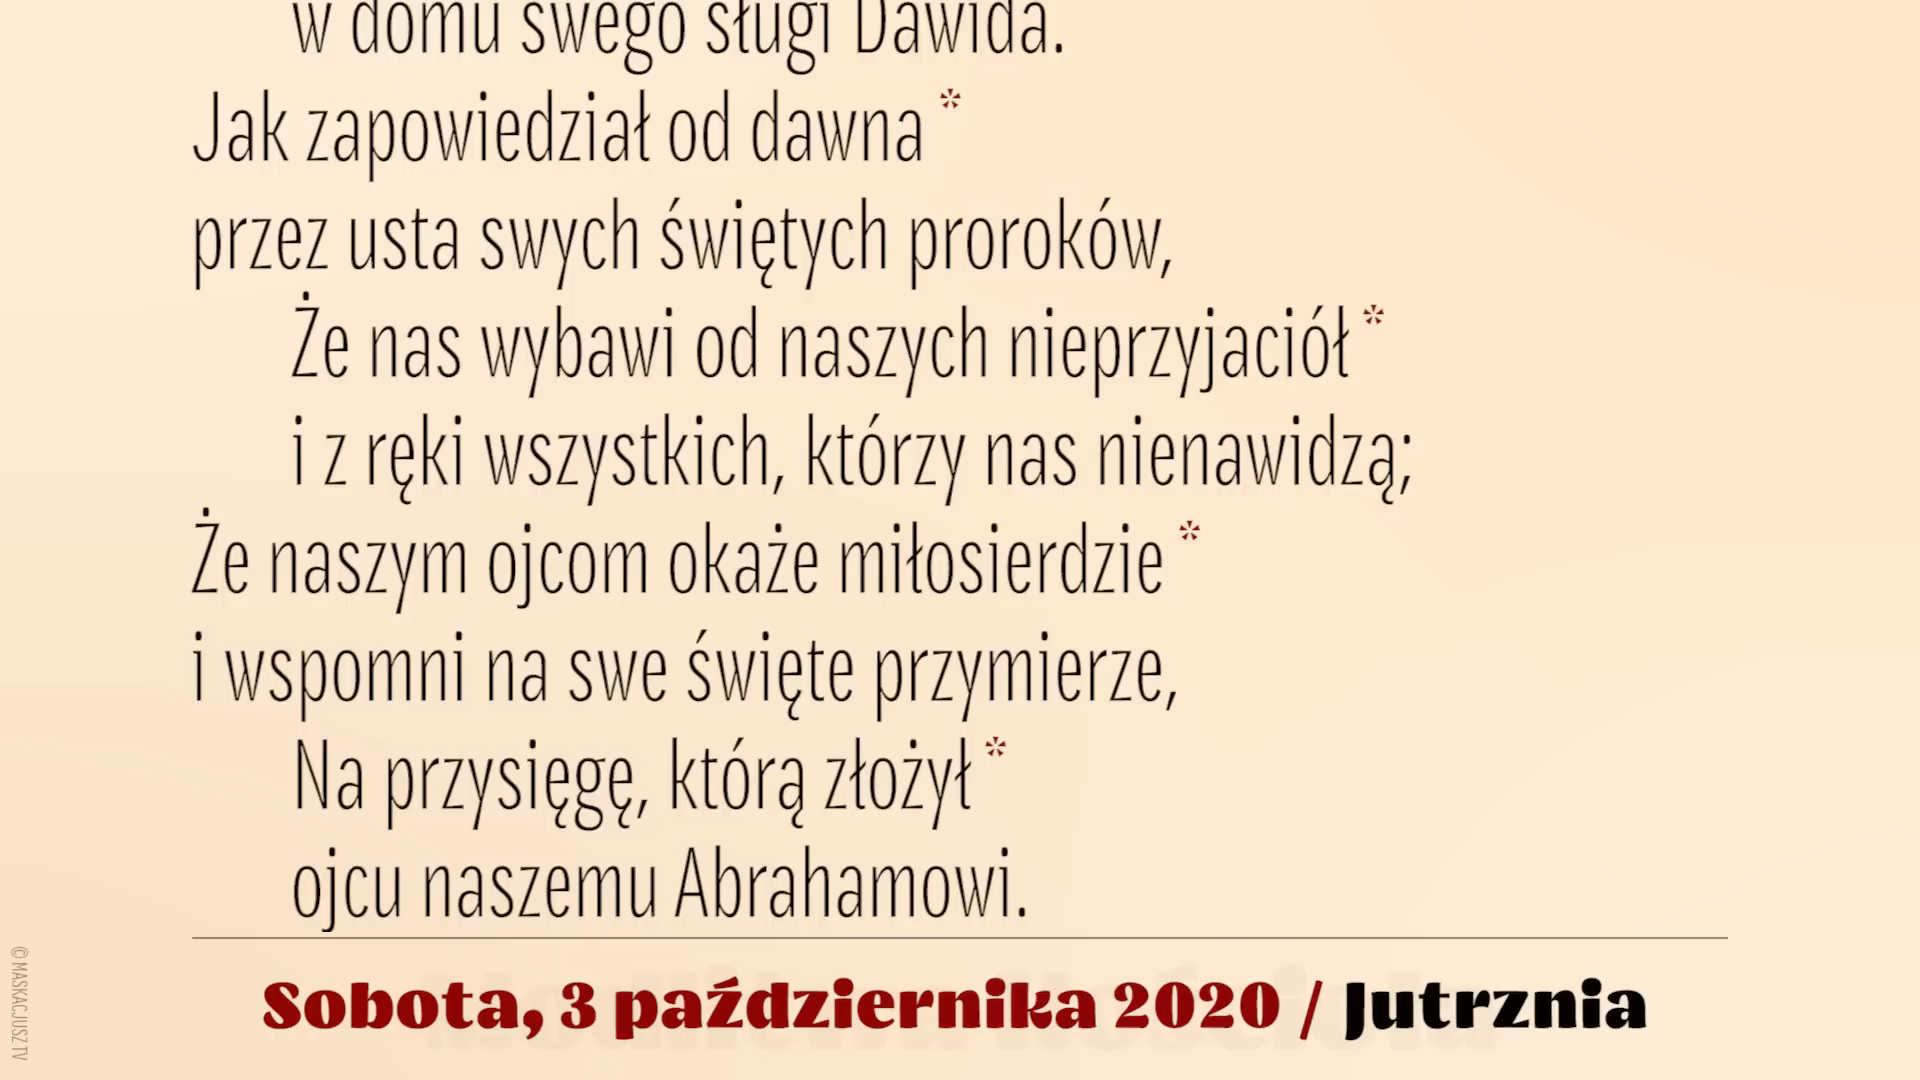 w domu swego sługi Dawida.
Jak zapowiedział od dawna *
przez usta swych świętych proroków,
Że nas wybawi od naszych nieprzyjaciół *
i z ręki wszystkich, którzy nas nienawidzą;
Że naszym ojcom okaże miłosierdzie *
i wspomni na swe święte przymierze,
Na przysięgę, którą złożył *
ojcu naszemu Abrahamowi.
Sobota, 3 października 2020 / Jutrznia
© MASKACJUSZ TV